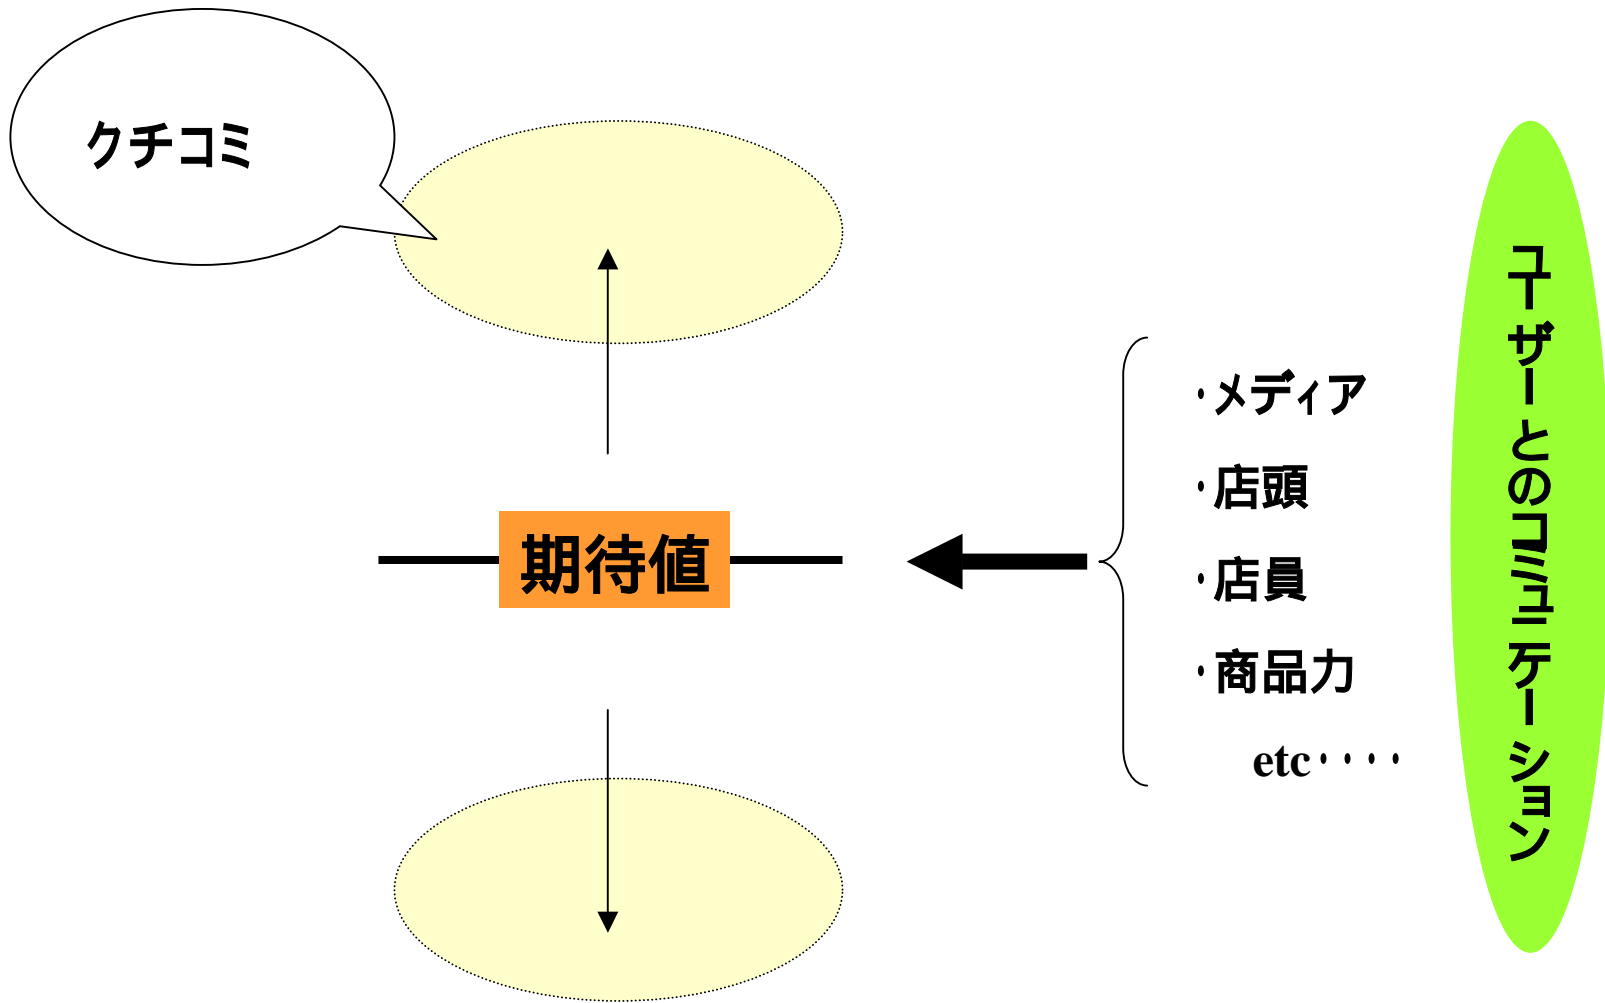 クチコミ
期待値
・メディア
・店頭
・店員
・商品力
etc・・・・
ユーザーとのコミュニケーション